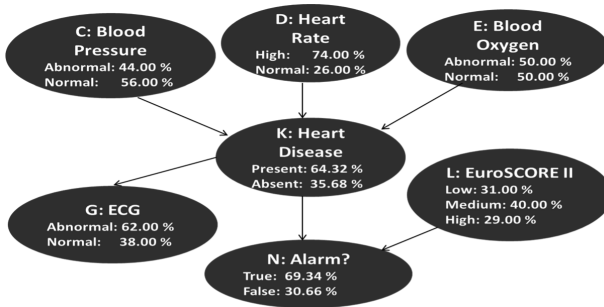 C: Blood
Pressure
Abnormal: 44.00 %
Normal: 56.00 %
D: Heart
Rate
High: 74.00 %
Normal: 26.00 %
E: Blood
Oxygen
Abnormal: 50.00 %
Normal: 50.00 %
K: Heart
Disease
Present: 64.32 %
Absent: 35.68 %
G: ECG
Abnormal: 62.00 %
Normal: 38.00 %
L: EuroSCORE II
Low: 31.00 %
Medium: 40.00 %
High: 29.00 %
N: Alarm?
True: 69.34 %
False: 30.66 %